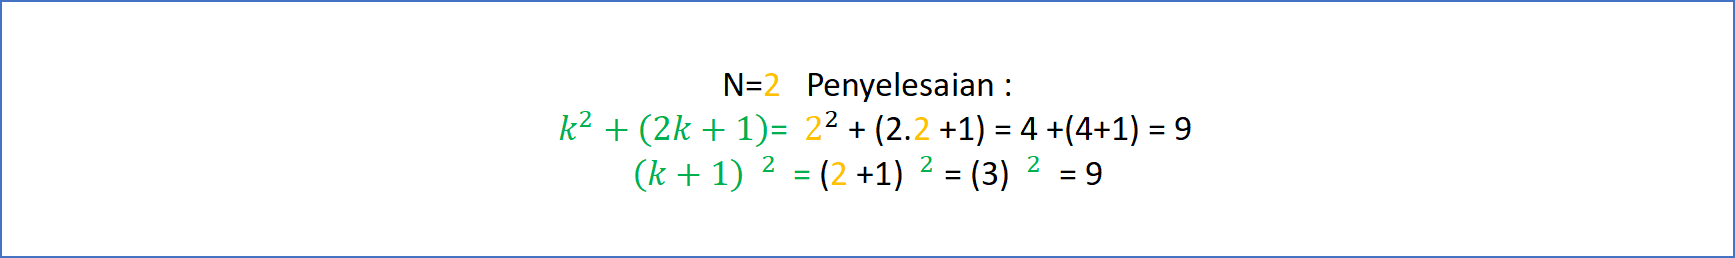 N=2 Penyelesaian :
𝑘² + (2𝑘 + 1)= 2² + (2.2 +1) = 4 +(4+1) = 9
(𝑘 + 1) ² = (2 +1) ² = (3) ² = 9